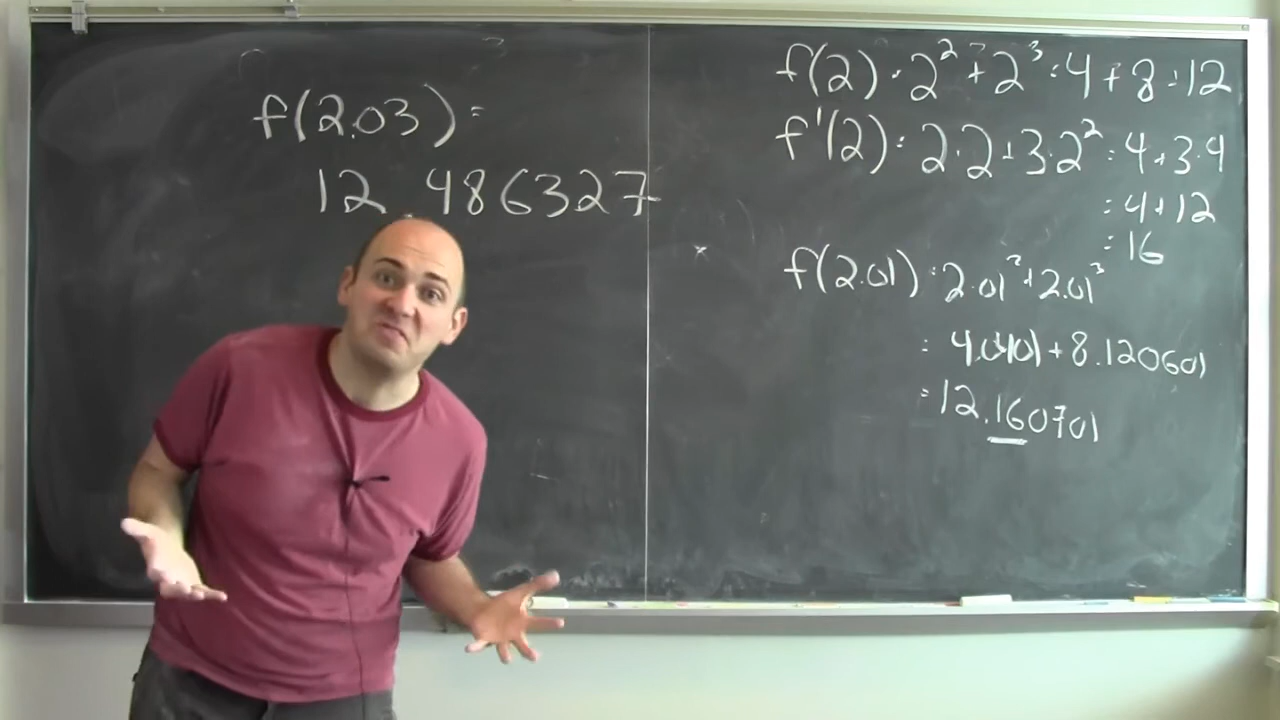 f(2.03) =
12 486327
f(2) = 2² + 2³ = 4 + 8 = 12
f'(2) = 2·2+3·2² = 4+3·4
= 4+12
= 16
f(2.01) = 2.01² + 2.01³
= 4.0401 + 8.120601
= 12.160701